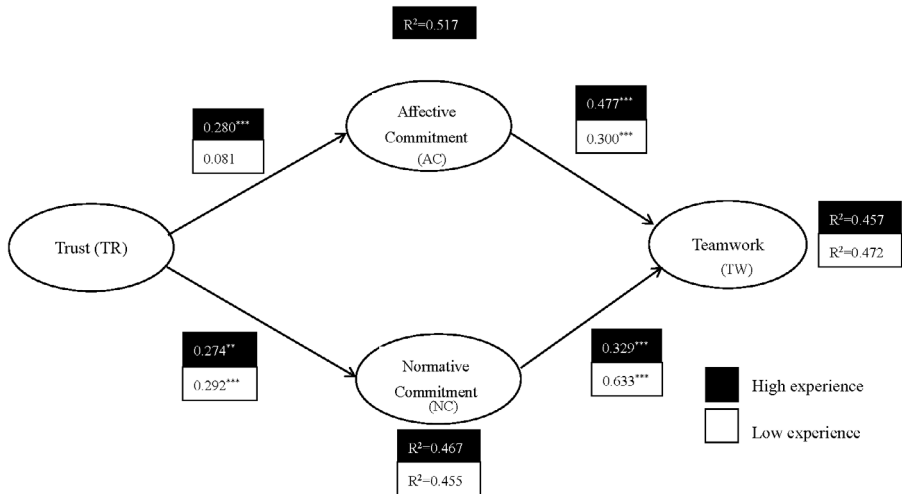 R²=0.517
Affective
Commitment
(AC)
0.280***
0.081
0.477***
0.300***
Trust (TR)
Teamwork
(TW)
R²=0.457
R²=0.472
0.274**
0.292***
Normative
Commitment
(NC)
0.329***
0.633***
R²=0.467
R²=0.455
High experience
Low experience